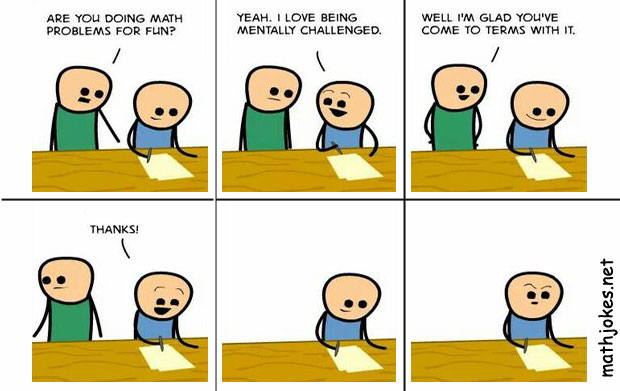 ARE YOU DOING MATH
PROBLEMS FOR FUN?
YEAH. I LOVE BEING
MENTALLY CHALLENGED.
WELL I'M GLAD YOU'VE
COME TO TERMS WITH IT.
THANKS!
mathjokes.net